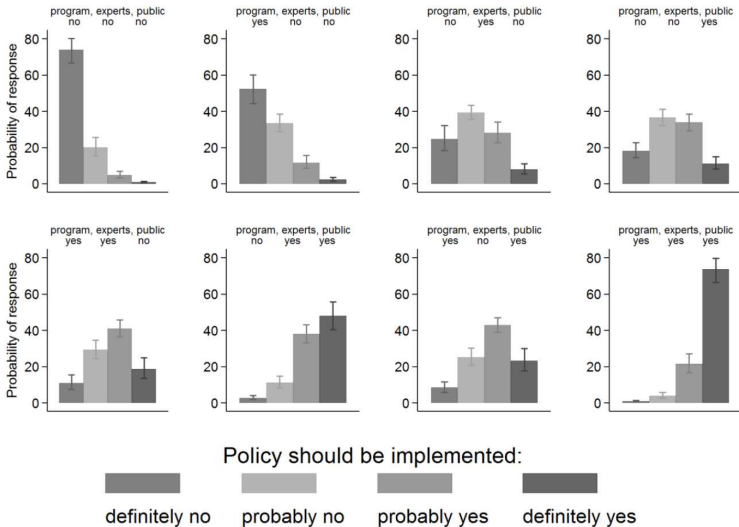 program, experts, public
no no no
program, experts, public
yes no no
program, experts, public
no yes no
program, experts, public
no no yes
Probability of response
80
60
40
20
0
80
60
40
20
0
80
60
40
20
0
80
60
40
20
0
program, experts, public
yes yes no
program, experts, public
no yes yes
program, experts, public
yes no yes
program, experts, public
yes yes yes
Probability of response
80
60
40
20
0
80
60
40
20
0
80
60
40
20
0
80
60
40
20
0
Policy should be implemented:
definitely no probably no probably yes definitely yes